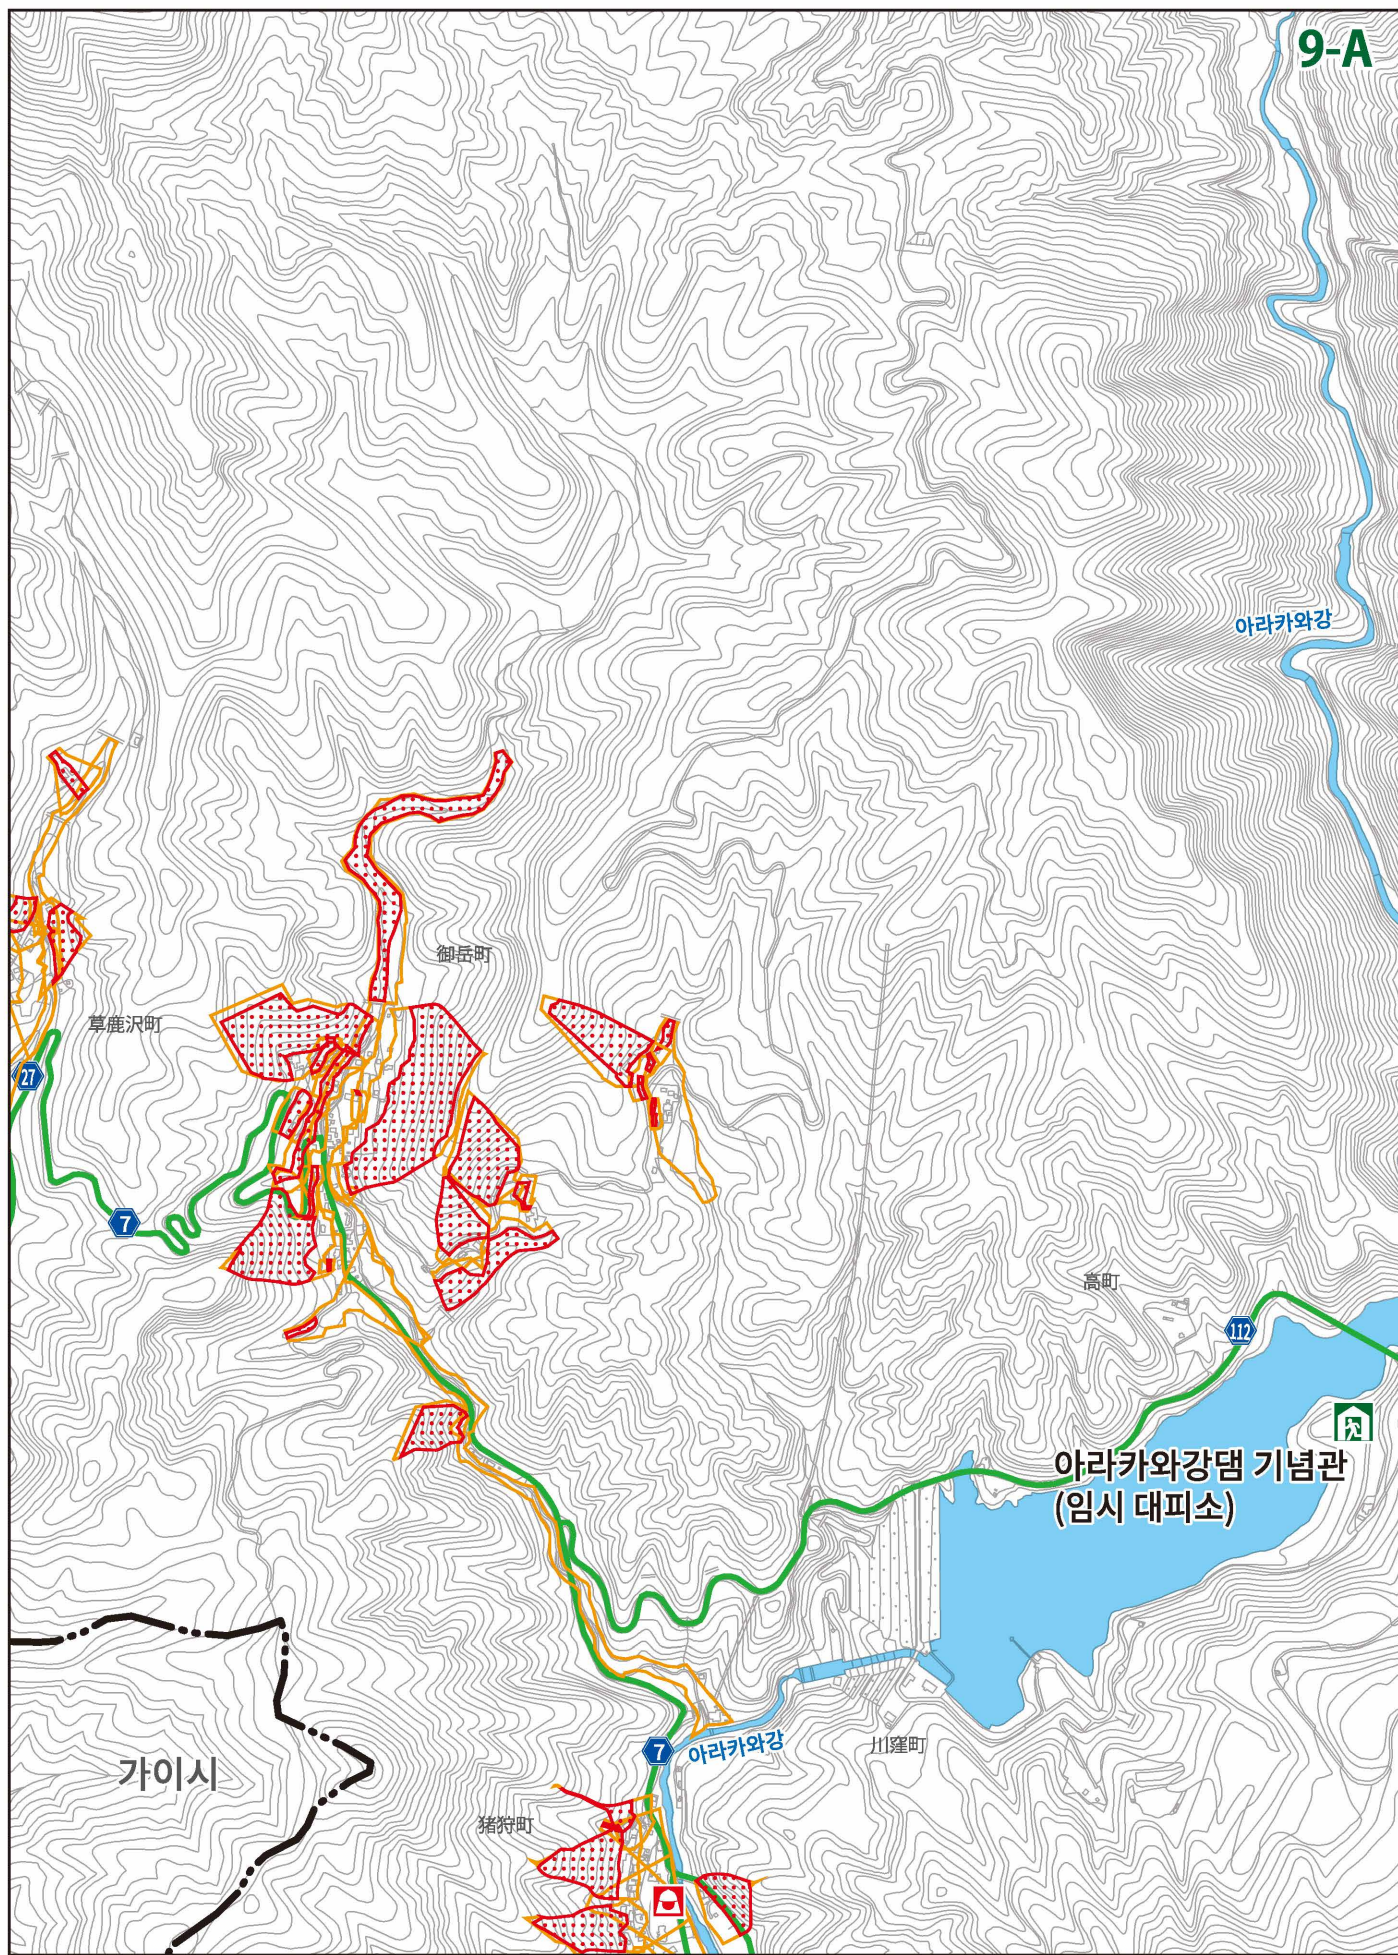 9-A
아라카와강
御岳町
草鹿沢町
27
7
高町
112
아라카와강댐 기념관
(임시 대피소)
아라카와강
7
川窪町
가이시
猪狩町